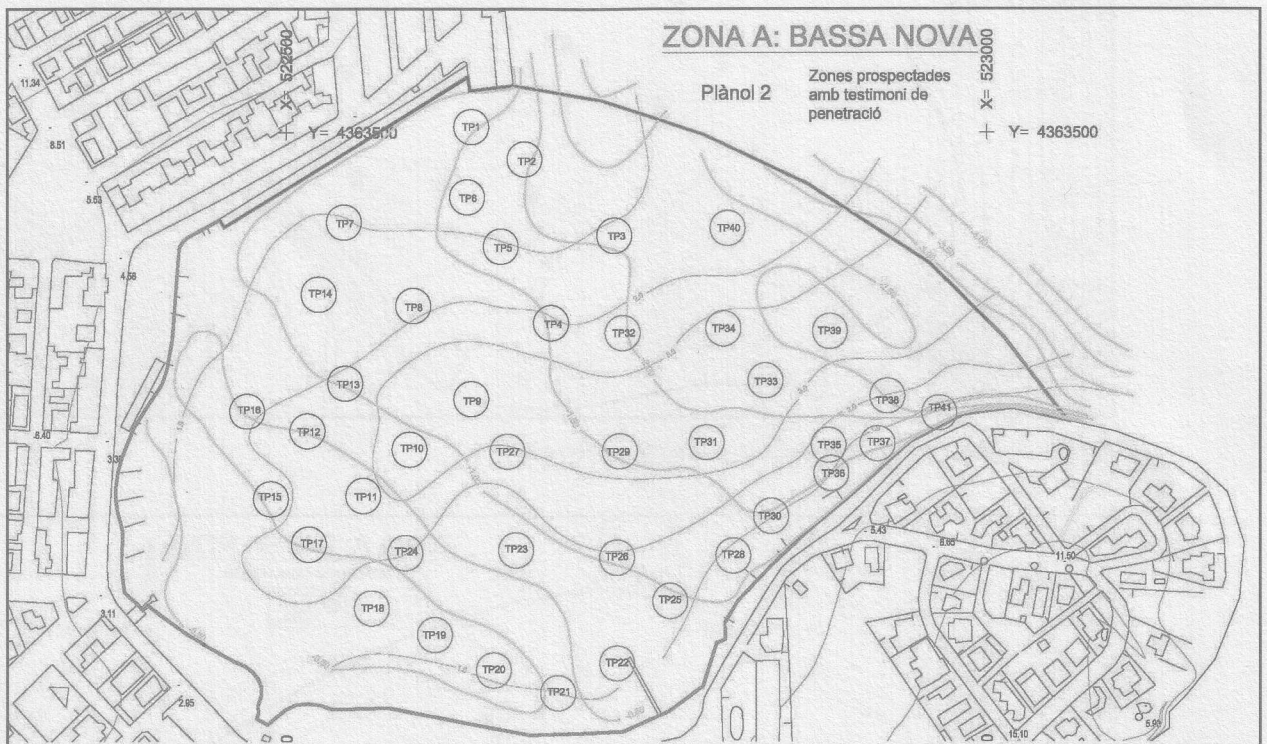 ZONA A: BASSA NOVA
Plànol 2
Zones prospectades
amb testimoni de
penetració
X= 522500
Y= 4363500
X= 523000
Y= 4363500
11.34
8.51
5.53
4.58
6.40
3.11
2.95
TP1
TP2
TP6
TP7
TP5
TP3
TP40
TP14
TP8
TP4
TP32
TP34
TP39
TP13
TP33
TP9
TP38
TP16
TP41
TP12
TP10
TP27
TP29
TP31
TP35
TP37
TP36
TP15
TP11
TP30
TP17
TP24
TP23
TP26
TP28
TP25
TP18
TP19
TP20
TP22
TP21
5.43
8.65
11.50
5.93
15.10